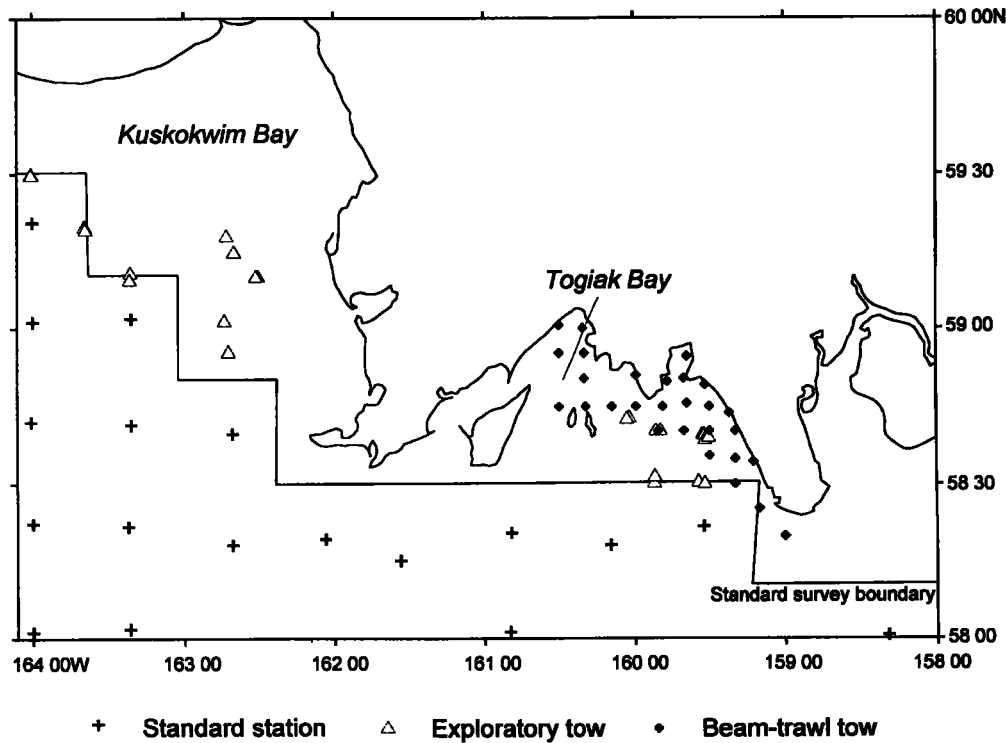 60 00N
Kuskokwim Bay
59 30
Togiak Bay
59 00
58 30
Standard survey boundary
58 00
164 00W 163 00 162 00 161 00 160 00 159 00 158 00
+ Standard station △ Exploratory tow ◆ Beam-trawl tow